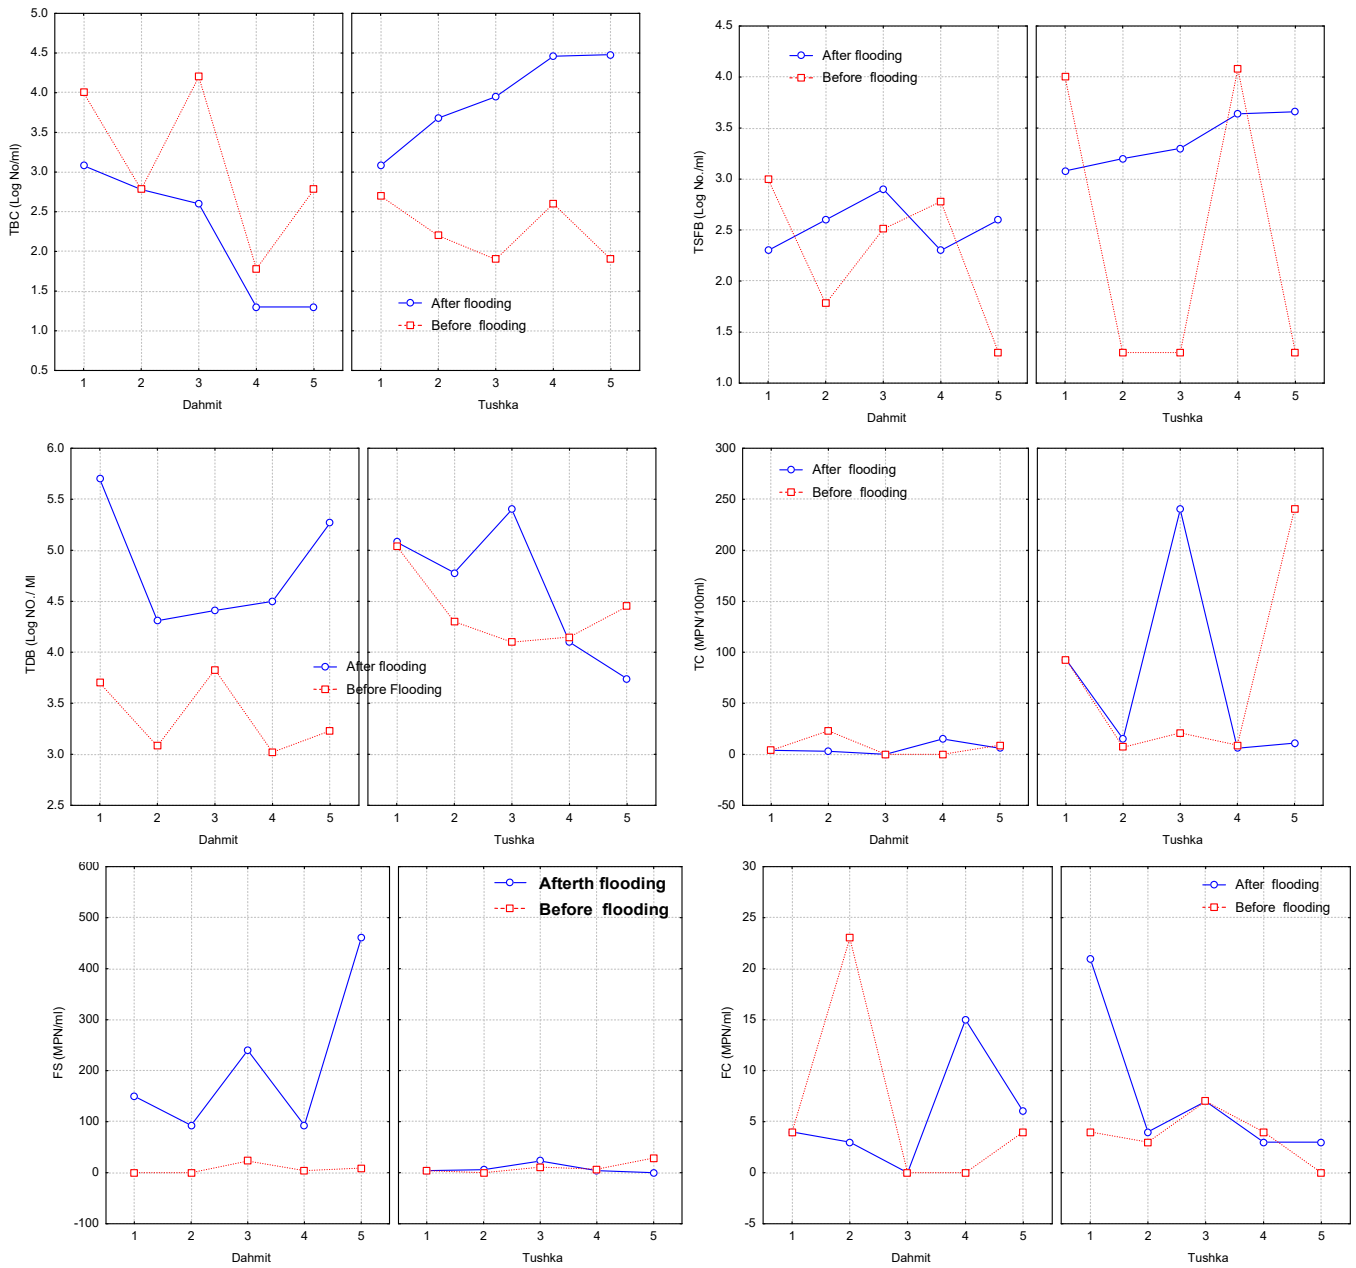 5.0
4.5
4.0
3.5
3.0
2.5
2.0
1.5
1.0
0.5
TBC (Log No/ml)
After flooding
Before flooding
1 2 3 4 5
1 2 3 4 5
Dahmit
Tushka
4.5
4.0
3.5
3.0
2.5
2.0
1.5
1.0
TSFB (Log No./ml)
After flooding
Before flooding
1 2 3 4 5
1 2 3 4 5
Dahmit
Tushka
6.0
5.5
5.0
4.5
4.0
3.5
3.0
2.5
TDB (Log NO./ Ml
After flooding
Before Flooding
1 2 3 4 5
1 2 3 4 5
Dahmit
Tushka
300
250
200
150
100
50
0
-50
TC (MPN/100ml)
After flooding
Before flooding
1 2 3 4 5
1 2 3 4 5
Dahmit
Tushka
600
500
400
300
200
100
0
-100
FS (MPN/ml)
Afterth flooding
Before flooding
1 2 3 4 5
1 2 3 4 5
Dahmit
Tushka
30
25
20
15
10
5
0
-5
FC (MPN/ml)
After flooding
Before flooding
1 2 3 4 5
1 2 3 4 5
Dahmit
Tushka